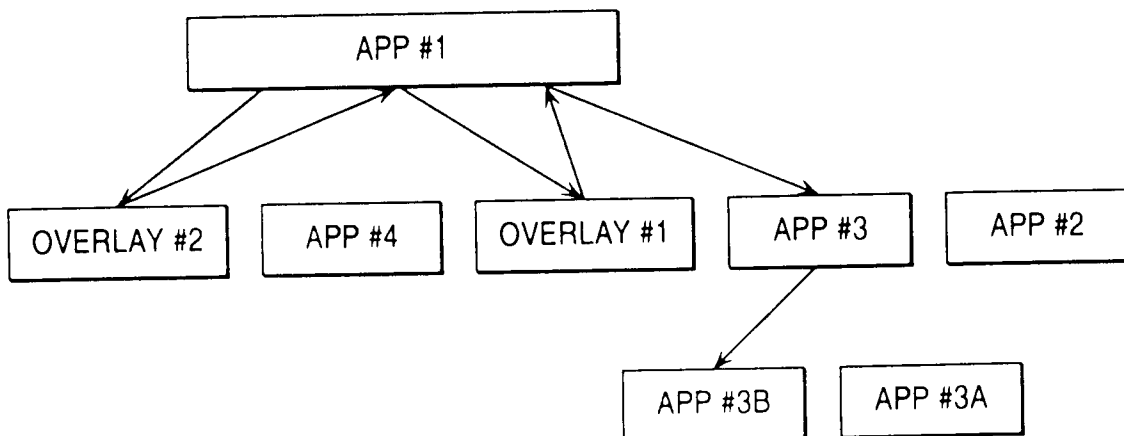 APP #1
OVERLAY #2
APP #4
OVERLAY #1
APP #3
APP #2
APP #3B
APP #3A